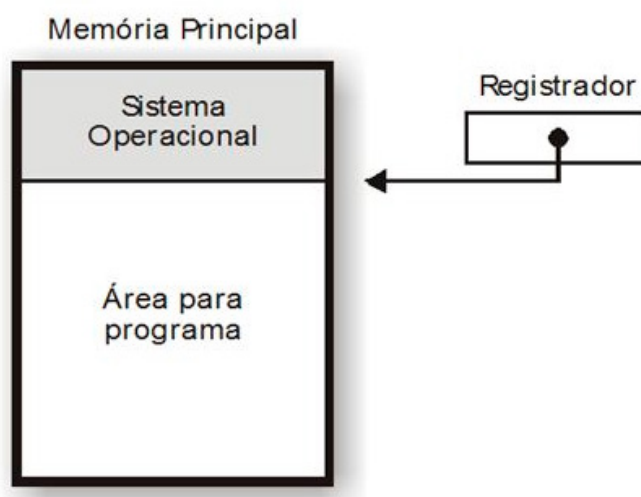 Memória Principal
Sistema
Operacional
Registrador
Área para
programa